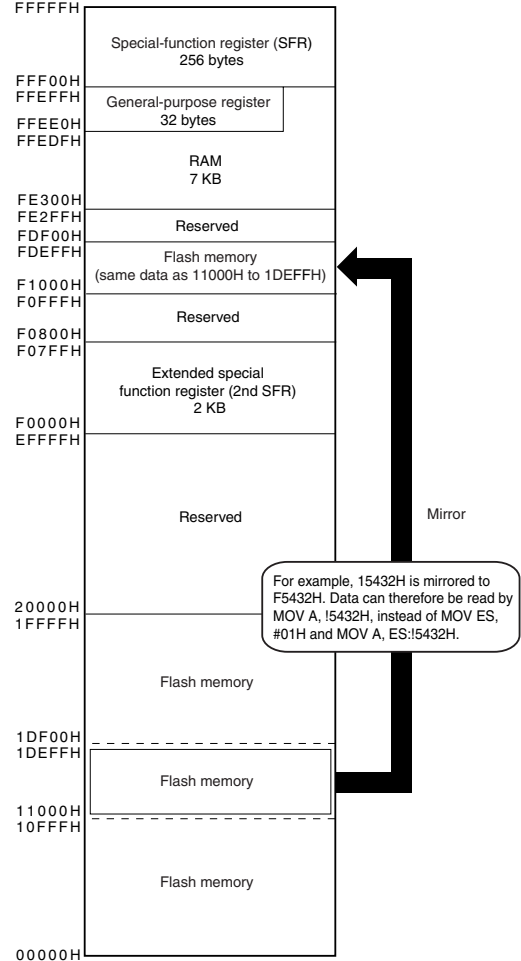 FFFFFH
Special-function register (SFR)
256 bytes
FFF00H
FFEFFH
General-purpose register
32 bytes
FFEE0H
FFEDFH
RAM
7 KB
FE300H
FE2FFH
Reserved
FDF00H
FDEFFH
Flash memory
(same data as 11000H to 1DEFFH)
F1000H
F0FFFH
Reserved
F0800H
F07FFH
Extended special
function register (2nd SFR)
2 KB
F0000H
EFFFFH
Reserved
Mirror
For example, 15432H is mirrored to
F5432H. Data can therefore be read by
MOV A, !5432H, instead of MOV ES,
#01H and MOV A, ES:!5432H.
20000H
1FFFFH
Flash memory
1DF00H
1DEFFH
Flash memory
11000H
10FFFH
Flash memory
00000H